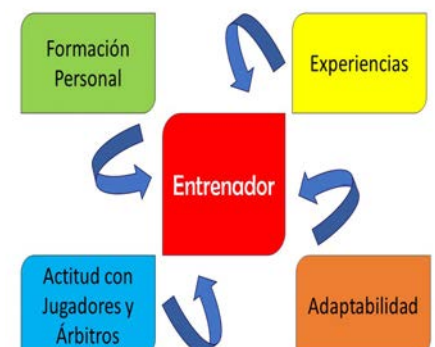 Formación
Personal
Experiencias
Entrenador
Actitud con
Jugadores y
Árbitros
Adaptabilidad